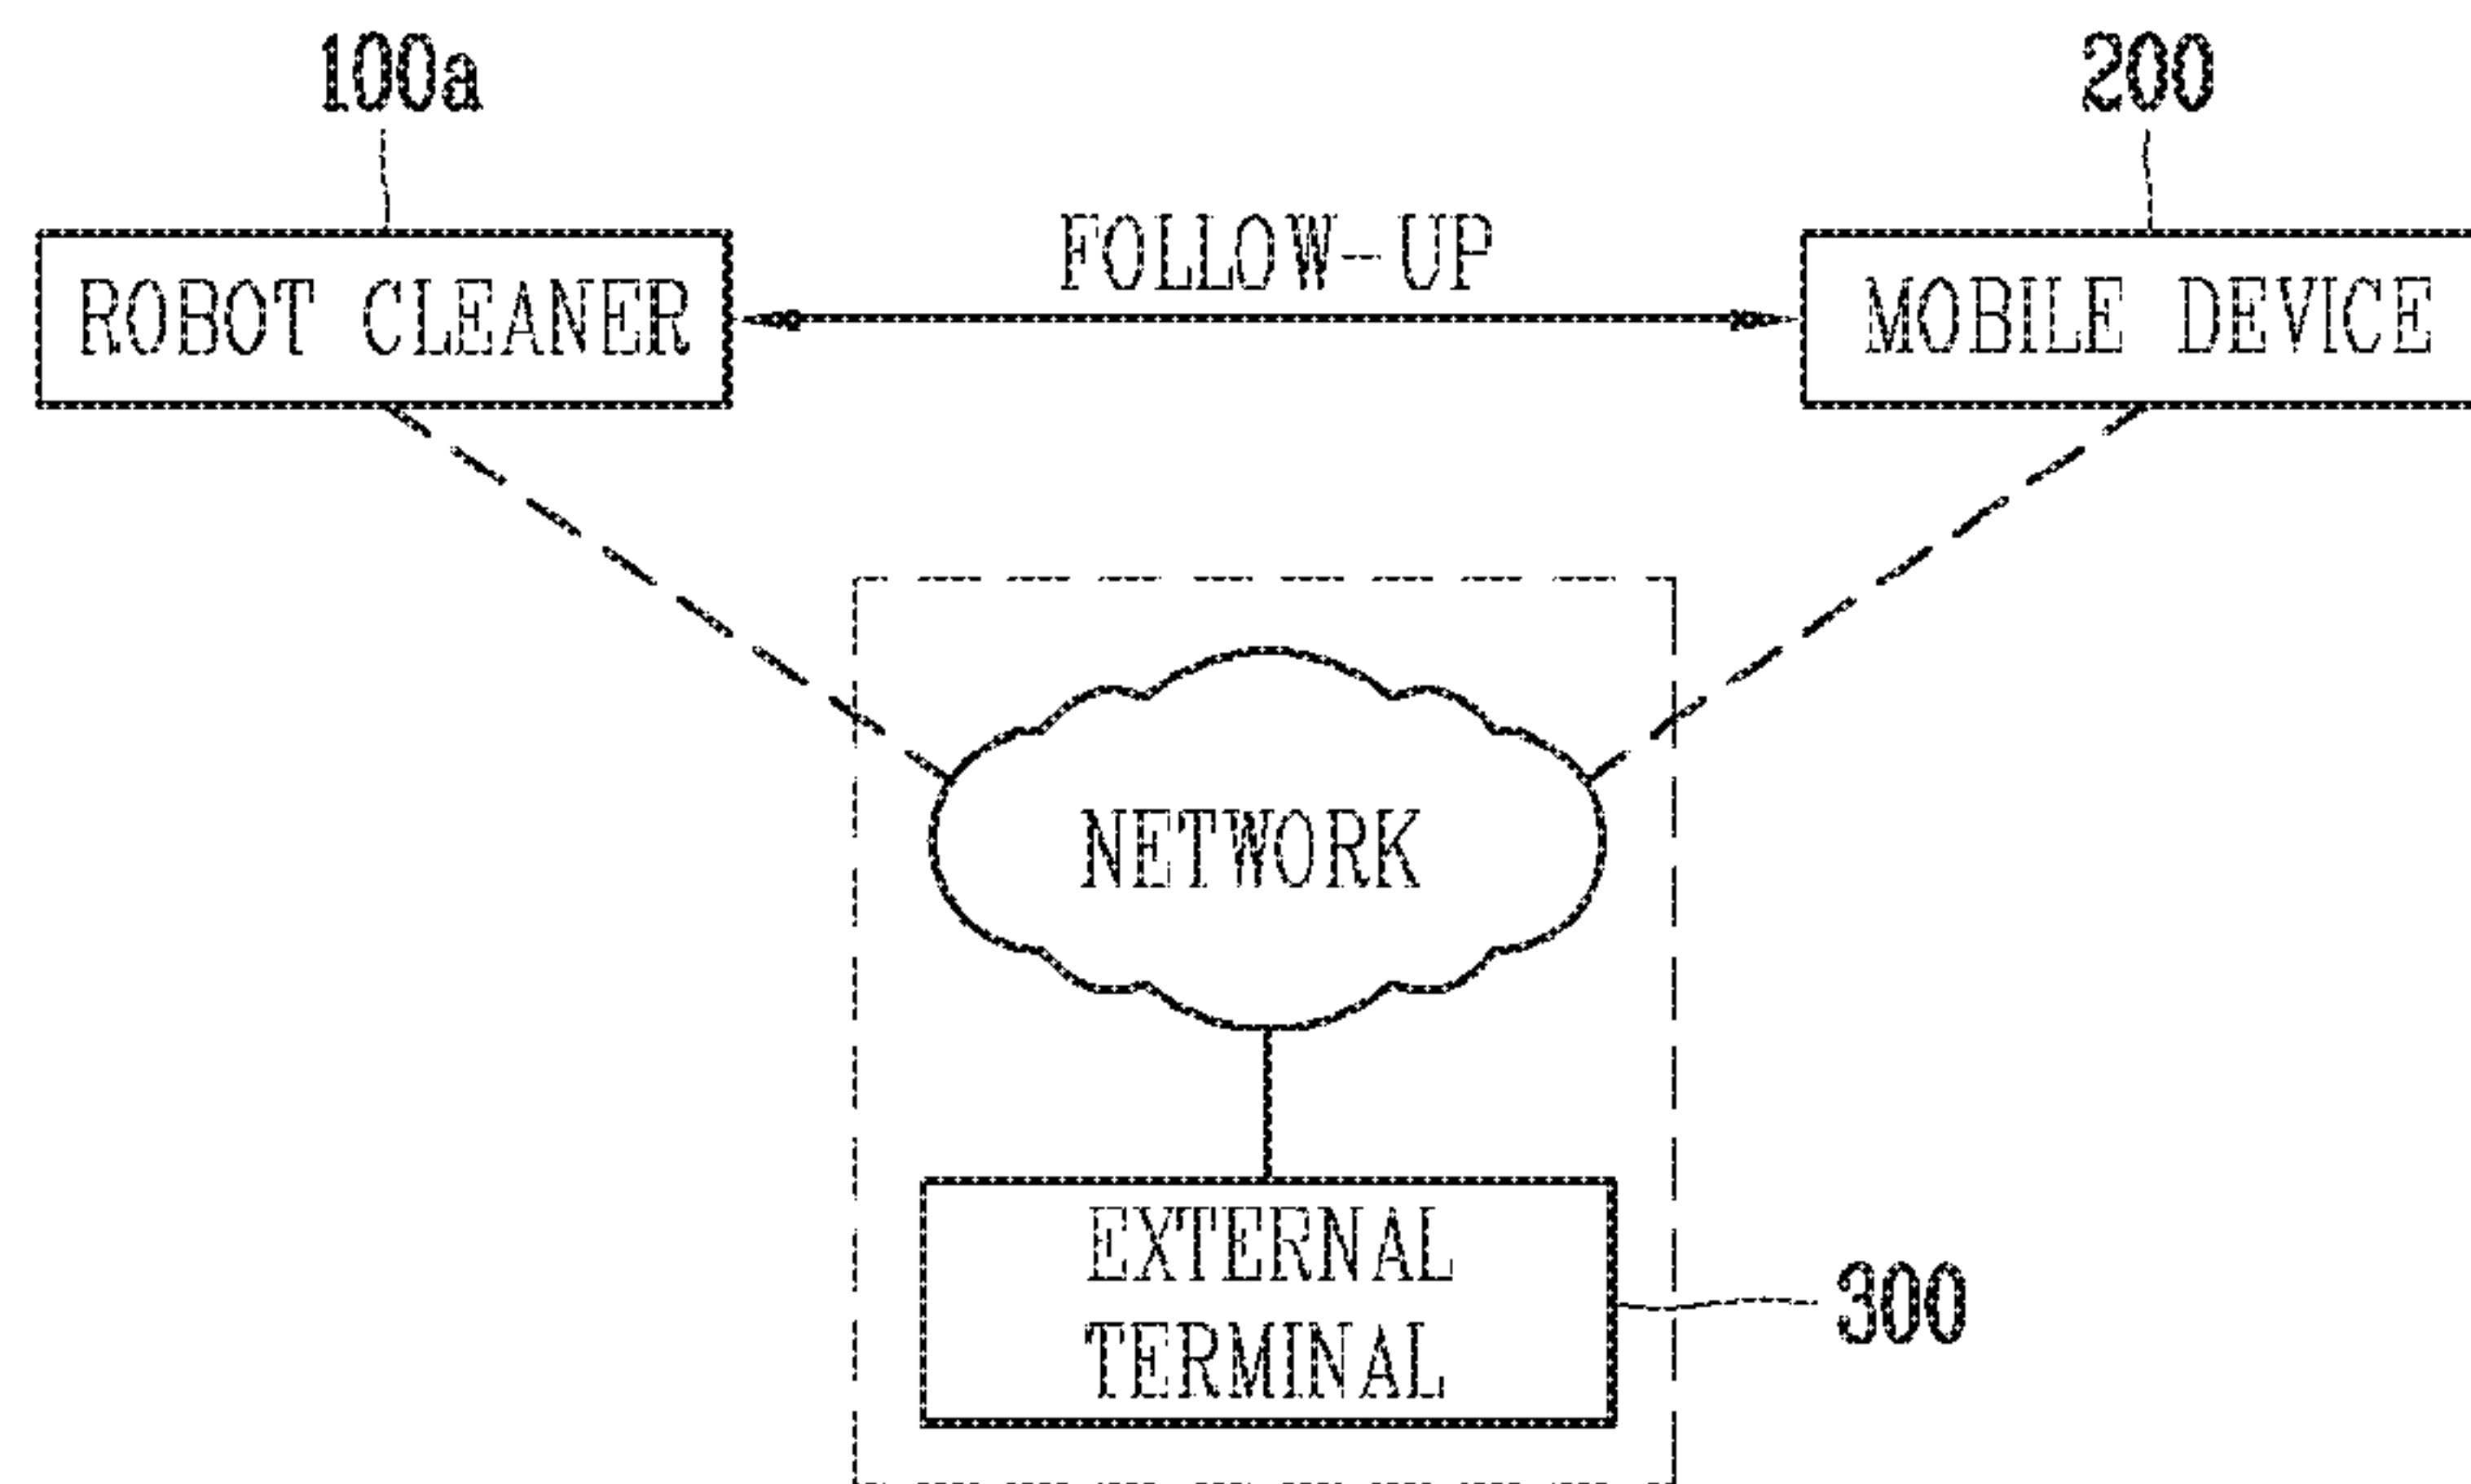 100a
200
FOLLOW-UP
ROBOT CLEANER
MOBILE DEVICE
NETWORK
EXTERNAL
TERMINAL
300